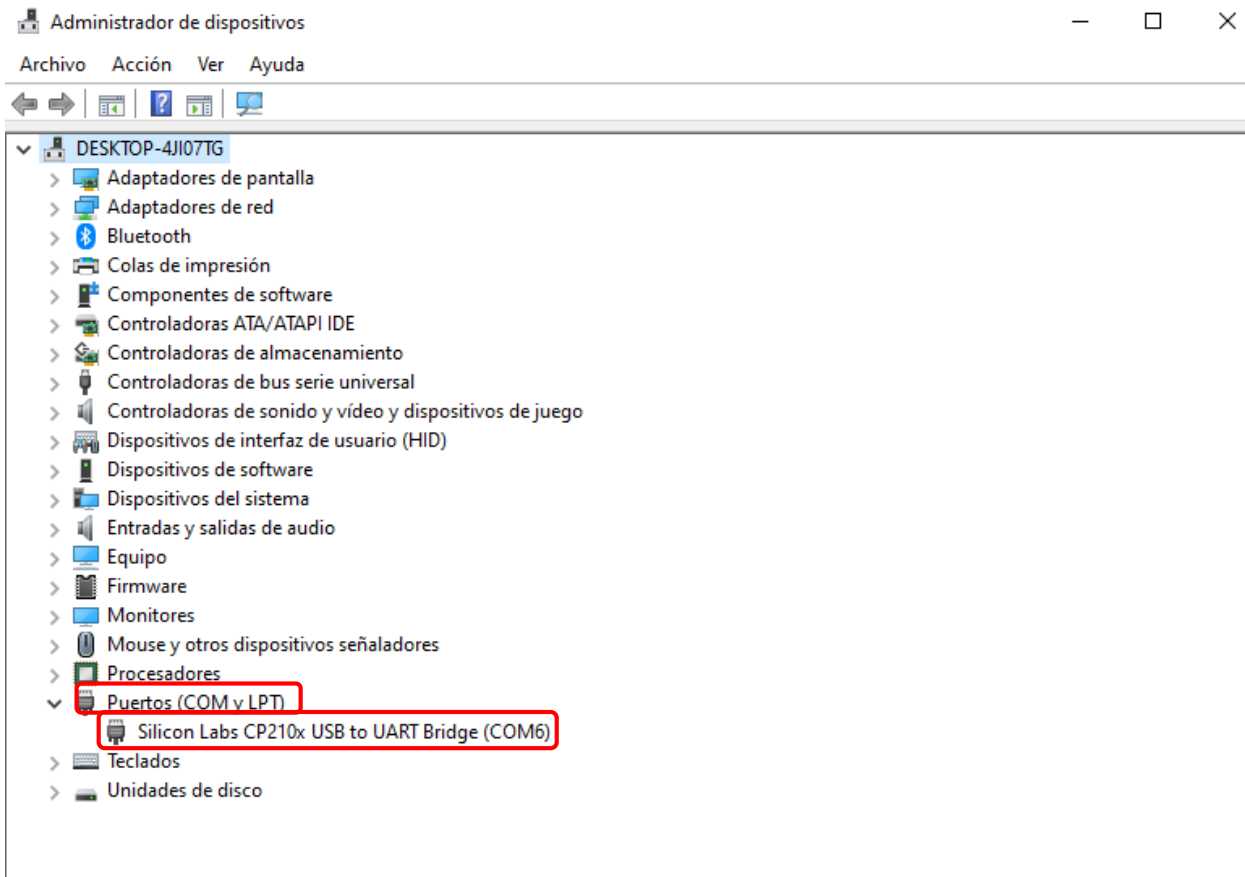 Administrador de dispositivos
Archivo Acción Ver Ayuda
?
DESKTOP-4JI07TG
Adaptadores de pantalla
Adaptadores de red
Bluetooth
Colas de impresión
Componentes de software
Controladoras ATA/ATAPI IDE
Controladoras de almacenamiento
Controladoras de bus serie universal
Controladoras de sonido y vídeo y dispositivos de juego
Dispositivos de interfaz de usuario (HID)
Dispositivos de software
Dispositivos del sistema
Entradas y salidas de audio
Equipo
Firmware
Monitores
Mouse y otros dispositivos señaladores
Procesadores
Puertos (COM y LPT)
Silicon Labs CP210x USB to UART Bridge (COM6)
Teclados
Unidades de disco